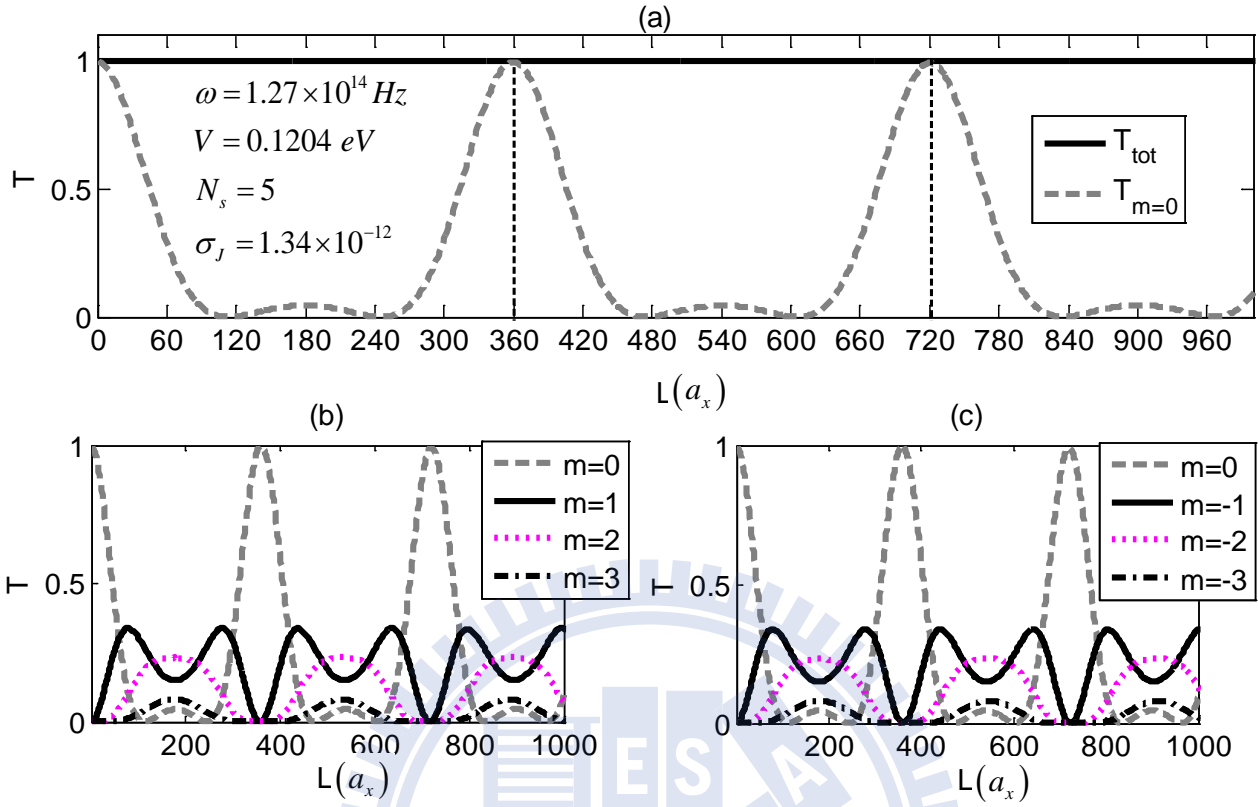 (a)
T
1
0.5
0
ω = 1.27×10¹⁴ Hz
V = 0.1204 eV
N_s = 5
σ_J = 1.34×10⁻¹²
T_tot
T_m=0
0 60 120 180 240 300 360 420 480 540 600 660 720 780 840 900 960
L(a_x)
(b)
T
1
0.5
0
m=0
m=1
m=2
m=3
200 400 600 800 1000
L(a_x)
(c)
T
1
0.5
0
m=0
m=-1
m=-2
m=-3
200 400 600 800 1000
L(a_x)
ESA